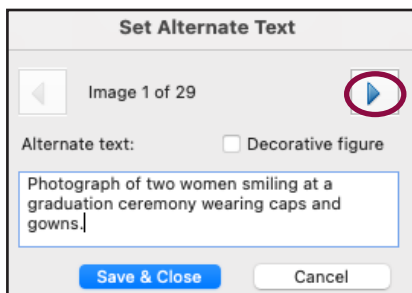 Set Alternate Text
Image 1 of 29
Alternate text:
Decorative figure
Photograph of two women smiling at a
graduation ceremony wearing caps and
gowns.
Save & Close
Cancel